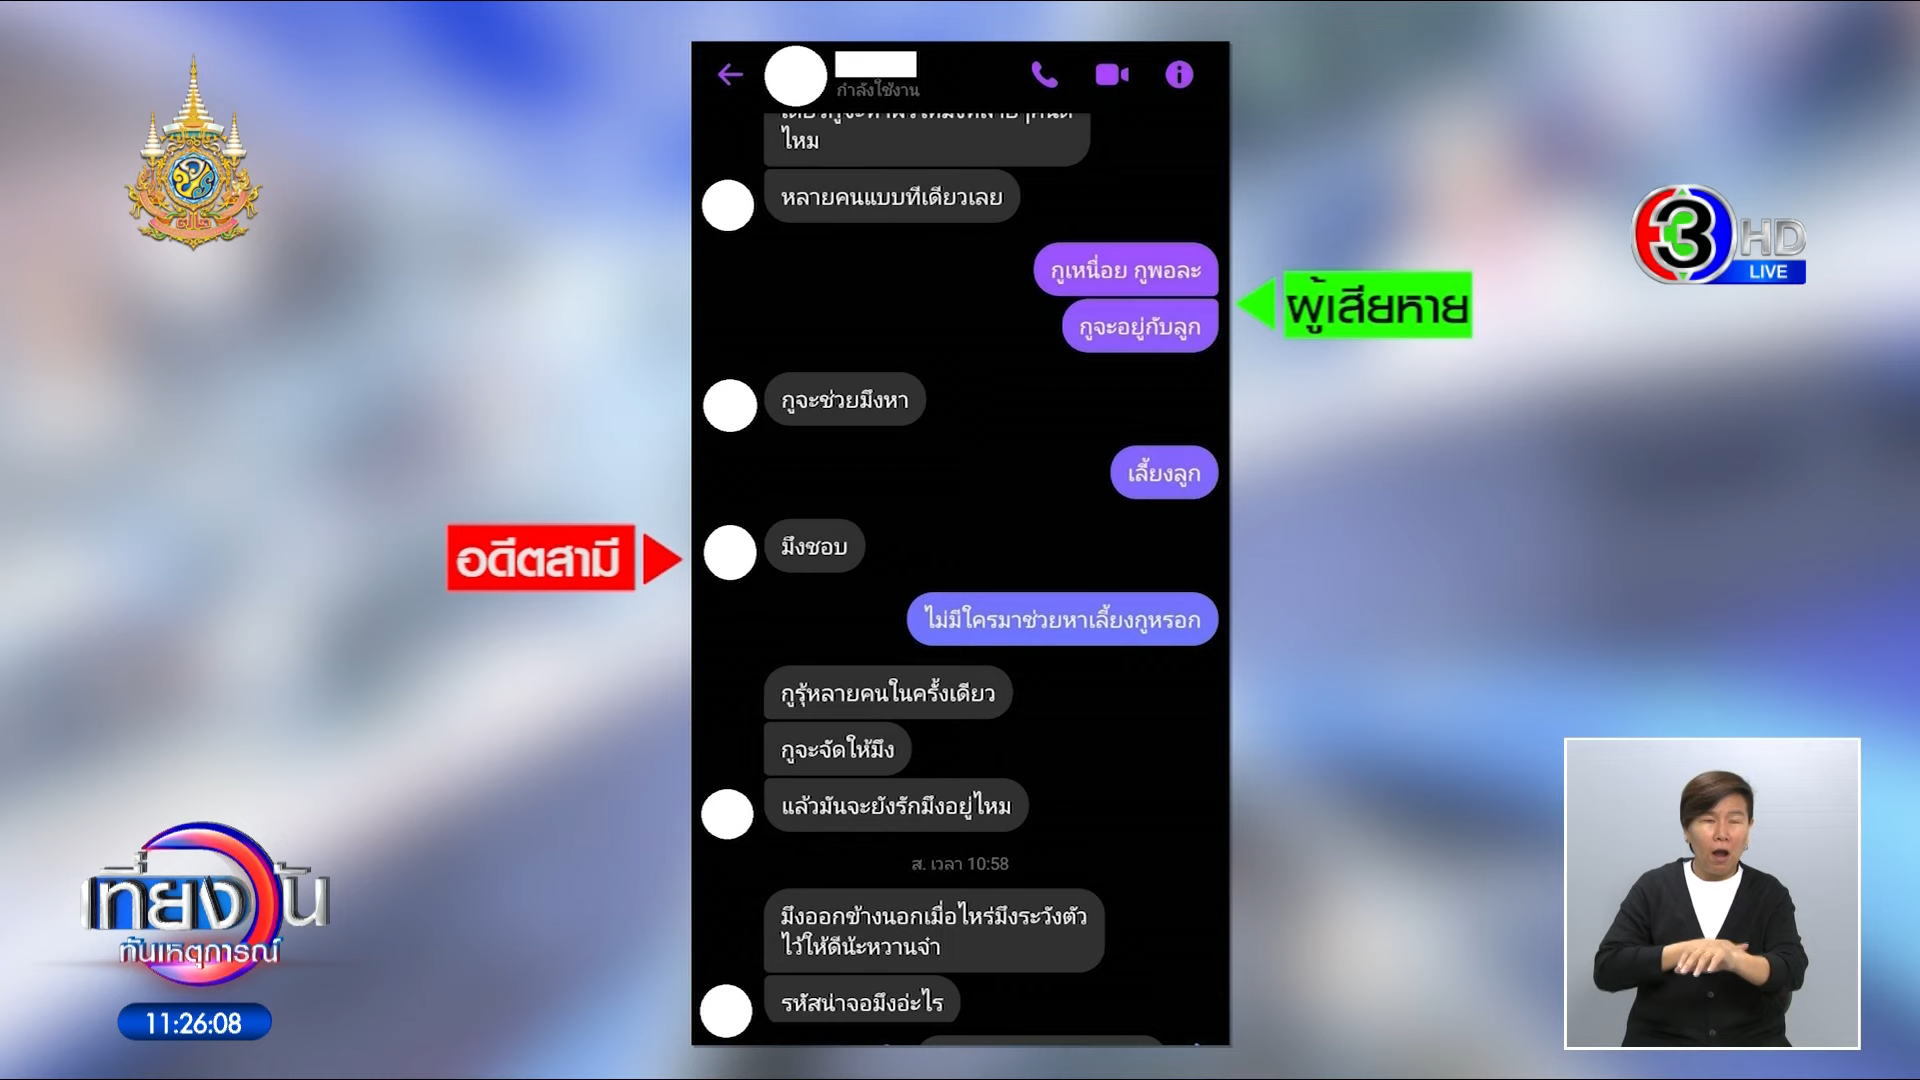 กำลังใช้งาน
ไหม
หลายคนแบบทีเดียวเลย
กูเหนื่อย กูพอละ
กูจะอยู่กับลูก
ผู้เสียหาย
กูจะช่วยมึงหา
เลี้ยงลูก
อดีตสามี
มึงชอบ
ไม่มีใครมาช่วยหาเลี้ยงกูหรอก
กูรุ้หลายคนในครั้งเดียว
กูจะจัดให้มึง
แล้วมันจะยังรักมึงอยู่ไหม
ส. เวลา 10:58
มึงออกข้างนอกเมื่อไหร่มึงระวังตัว
ไว้ให้ดีน้ะหวานจ๋า
รหัสน่าจอมึงอ่ะไร
3 HD
LIVE
๗๒
เที่ยงวัน
ทันเหตุการณ์
11:26:08